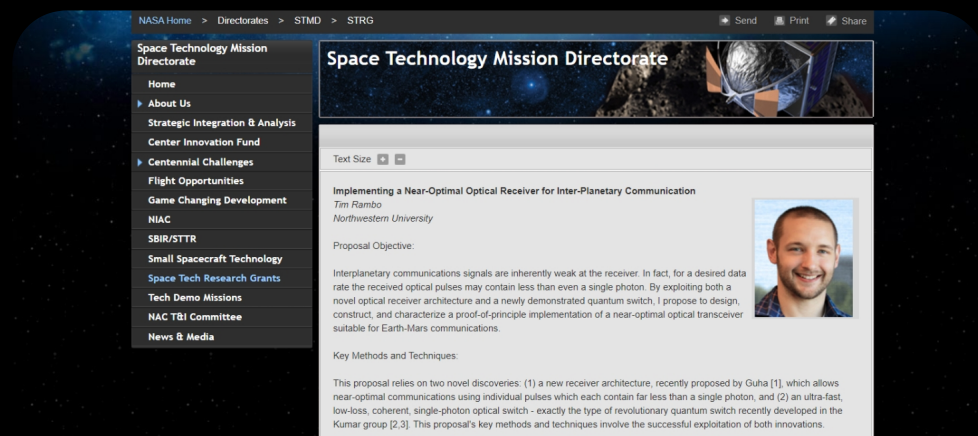 NASA Home > Directorates > STMD > STRG
Send Print Share
Space Technology Mission
Directorate
Home
About Us
Strategic Integration & Analysis
Center Innovation Fund
Centennial Challenges
Flight Opportunities
Game Changing Development
NIAC
SBIR/STTR
Small Spacecraft Technology
Space Tech Research Grants
Tech Demo Missions
NAC T&I Committee
News & Media
Space Technology Mission Directorate
Text Size + -
Implementing a Near-Optimal Optical Receiver for Inter-Planetary Communication
Tim Rambo
Northwestern University
Proposal Objective:
Interplanetary communications signals are inherently weak at the receiver. In fact, for a desired data
rate the received optical pulses may contain less than even a single photon. By exploiting both a
novel optical receiver architecture and a newly demonstrated quantum switch, I propose to design,
construct, and characterize a proof-of-principle implementation of a near-optimal optical transceiver
suitable for Earth-Mars communications.
Key Methods and Techniques:
This proposal relies on two novel discoveries: (1) a new receiver architecture, recently proposed by Guha [1], which allows
near-optimal communications using individual pulses which each contain far less than a single photon, and (2) an ultra-fast,
low-loss, coherent, single-photon optical switch - exactly the type of revolutionary quantum switch recently developed in the
Kumar group [2,3]. This proposal's key methods and techniques involve the successful exploitation of both innovations.